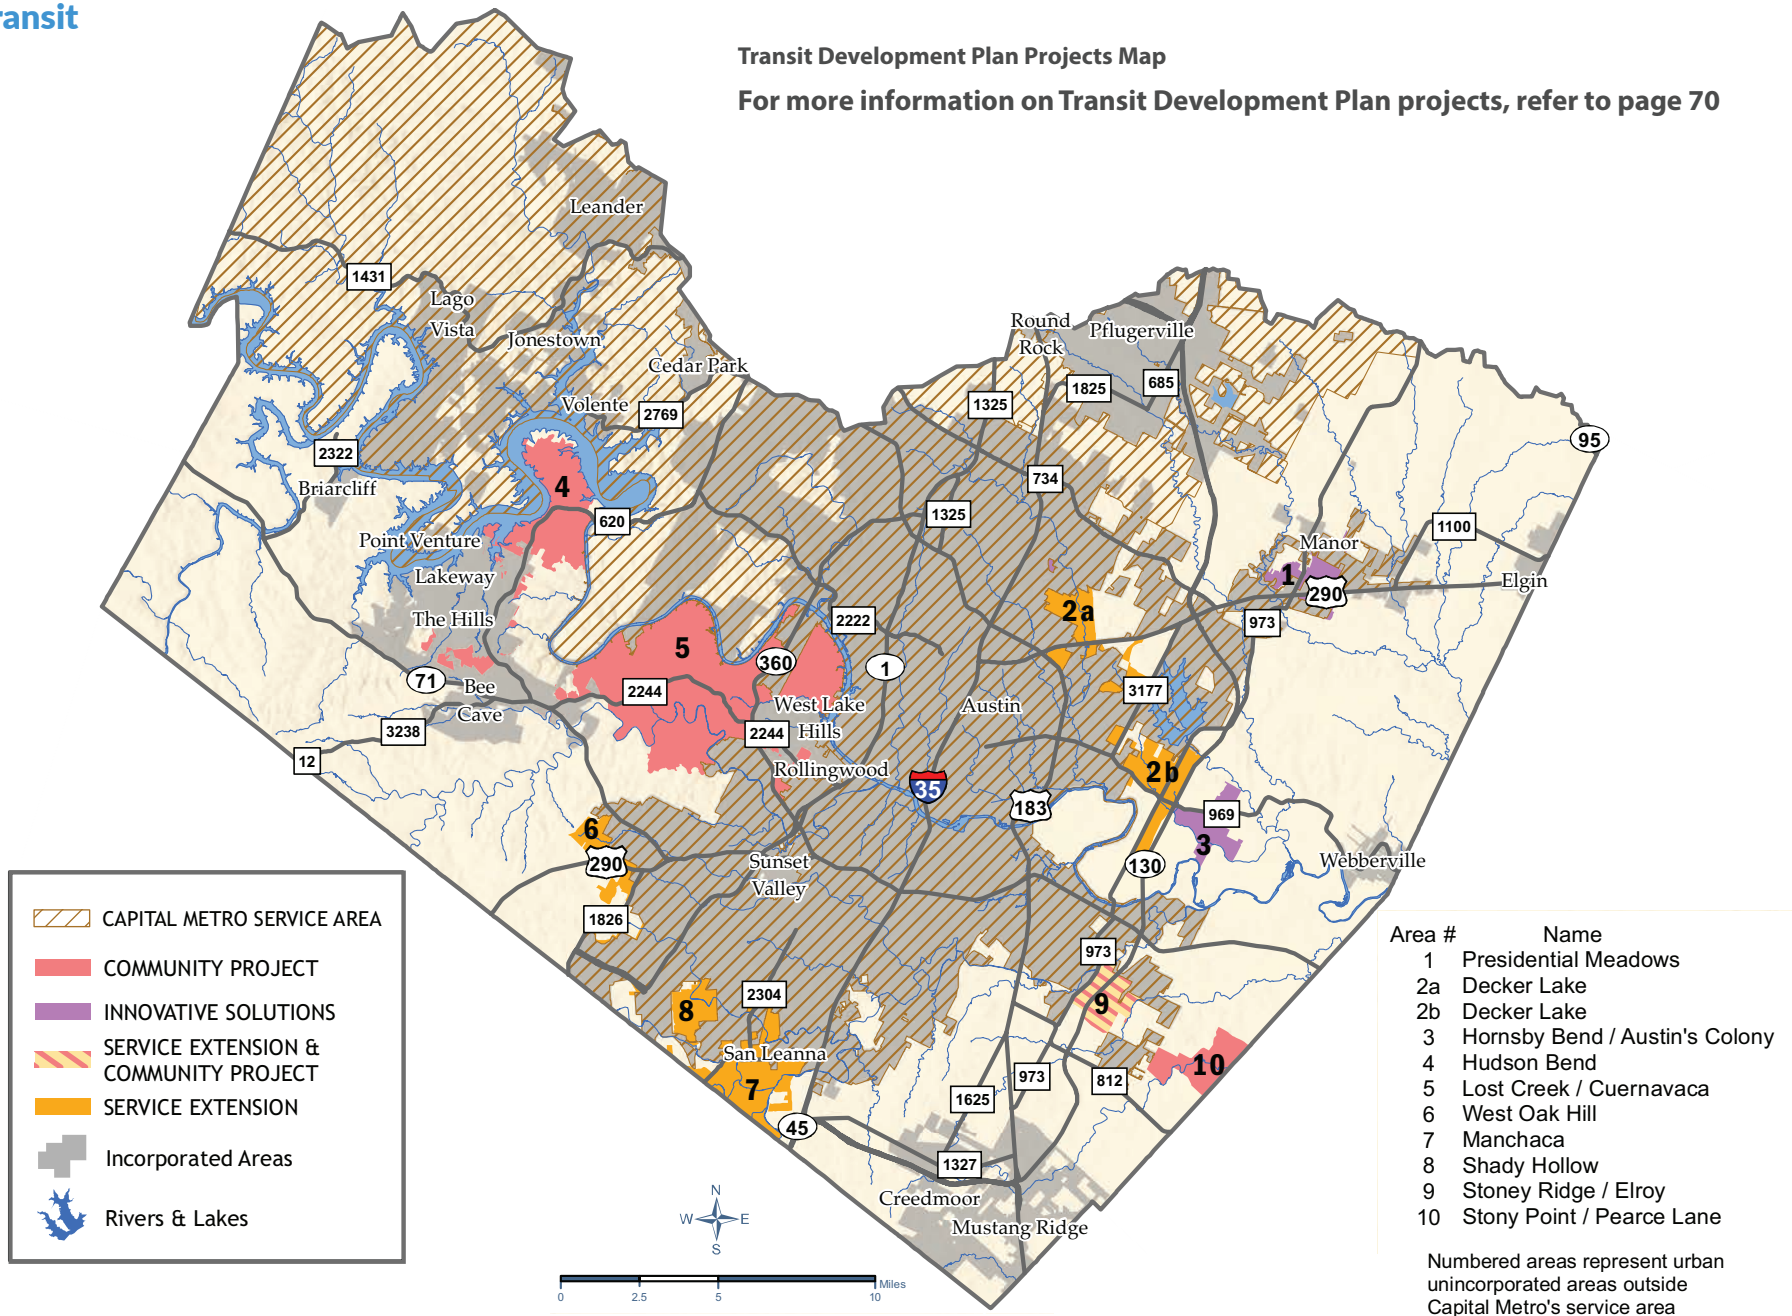 ransit
Transit Development Plan Projects Map
For more information on Transit Development Plan projects, refer to page 70
Leander
1431
Lago
Vista
Jonestown
Cedar Park
Volente
2769
Round
Rock
Pflugerville
1325
1825
685
95
2322
Briarcliff
4
734
620
1325
1100
Point Venture
Manor
Lakeway
1
290
Elgin
The Hills
2a
2222
973
5
360
1
71
Bee
Cave
2244
3177
West Lake
Hills
Austin
3238
2244
12
Rollingwood
2b
35
183
969
6
3
290
Sunset
Valley
130
Webberville
1826
973
8
2304
9
San Leanna
7
10
973
812
1625
45
1327
Creedmoor
Mustang Ridge
CAPITAL METRO SERVICE AREA
COMMUNITY PROJECT
INNOVATIVE SOLUTIONS
SERVICE EXTENSION &
COMMUNITY PROJECT
SERVICE EXTENSION
Incorporated Areas
Rivers & Lakes
N
W E
S
Miles
0 2.5 5 10
Area # Name
1 Presidential Meadows
2a Decker Lake
2b Decker Lake
3 Hornsby Bend / Austin's Colony
4 Hudson Bend
5 Lost Creek / Cuernavaca
6 West Oak Hill
7 Manchaca
8 Shady Hollow
9 Stoney Ridge / Elroy
10 Stony Point / Pearce Lane
Numbered areas represent urban
unincorporated areas outside
Capital Metro's service area